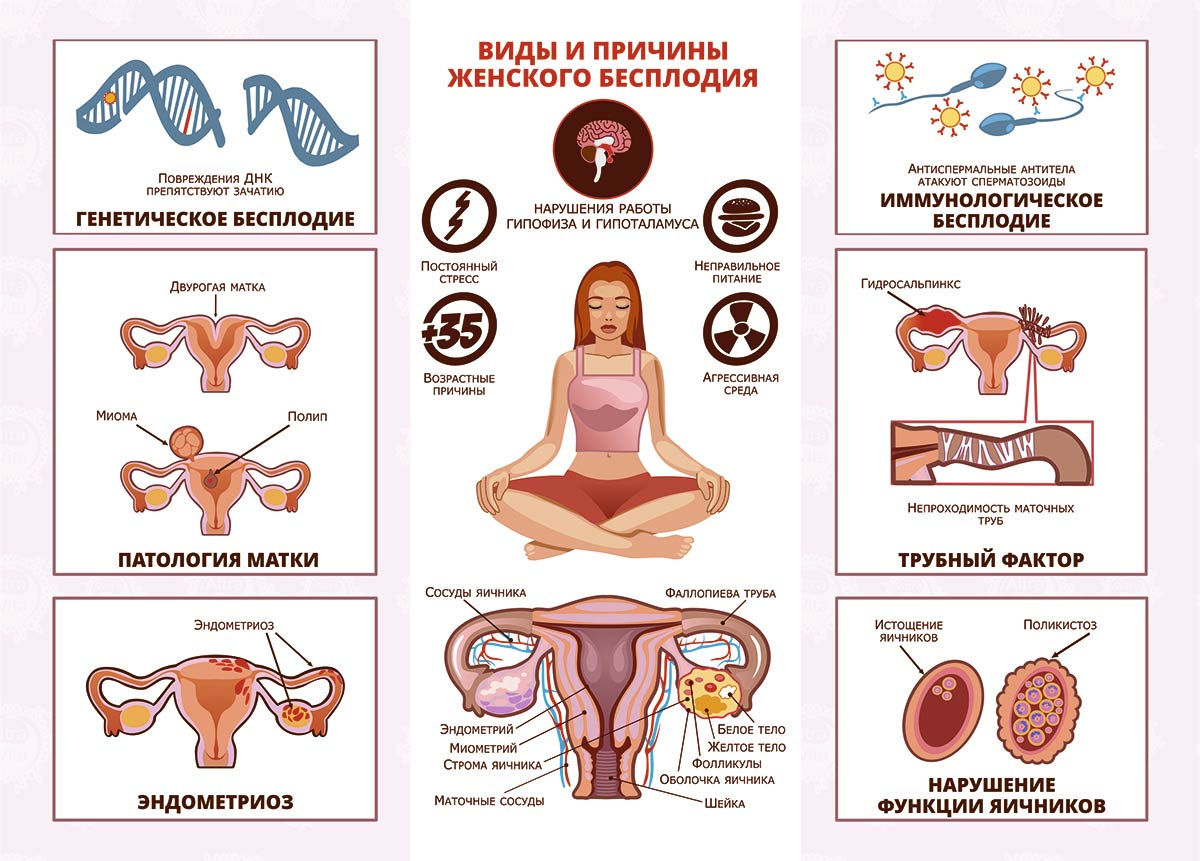 ВИДЫ И ПРИЧИНЫ
ЖЕНСКОГО БЕСПЛОДИЯ
ПОВРЕЖДЕНИЯ ДНК
ПРЕПЯТСТВУЮТ ЗАЧАТИЮ
ГЕНЕТИЧЕСКОЕ БЕСПЛОДИЕ
ДВУРОГАЯ МАТКА
МИОМА
ПОЛИП
ПАТОЛОГИЯ МАТКИ
ЭНДОМЕТРИОЗ
ЭНДОМЕТРИОЗ
НАРУШЕНИЯ РАБОТЫ
ГИПОФИЗА И ГИПОТАЛАМУСА
ПОСТОЯННЫЙ
СТРЕСС
НЕПРАВИЛЬНОЕ
ПИТАНИЕ
+35
ВОЗРАСТНЫЕ
ПРИЧИНЫ
АГРЕССИВНАЯ
СРЕДА
СОСУДЫ ЯИЧНИКА
ФАЛЛОПИЕВА ТРУБА
ЭНДОМЕТРИЙ
МИОМЕТРИЙ
СТРОМА ЯИЧНИКА
МАТОЧНЫЕ СОСУДЫ
БЕЛОЕ ТЕЛО
ЖЕЛТОЕ ТЕЛО
ФОЛЛИКУЛЫ
ОБОЛОЧКА ЯИЧНИКА
ШЕЙКА
АНТИСПЕРМАЛЬНЫЕ АНТИТЕЛА
АТАКУЮТ СПЕРМАТОЗОИДЫ
ИММУНОЛОГИЧЕСКОЕ
БЕСПЛОДИЕ
ГИДРОСАЛЬПИНКС
НЕПРОХОДИМОСТЬ МАТОЧНЫХ
ТРУБ
ТРУБНЫЙ ФАКТОР
ИСТОЩЕНИЕ
ЯИЧНИКОВ
ПОЛИКИСТОЗ
НАРУШЕНИЕ
ФУНКЦИИ ЯИЧНИКОВ